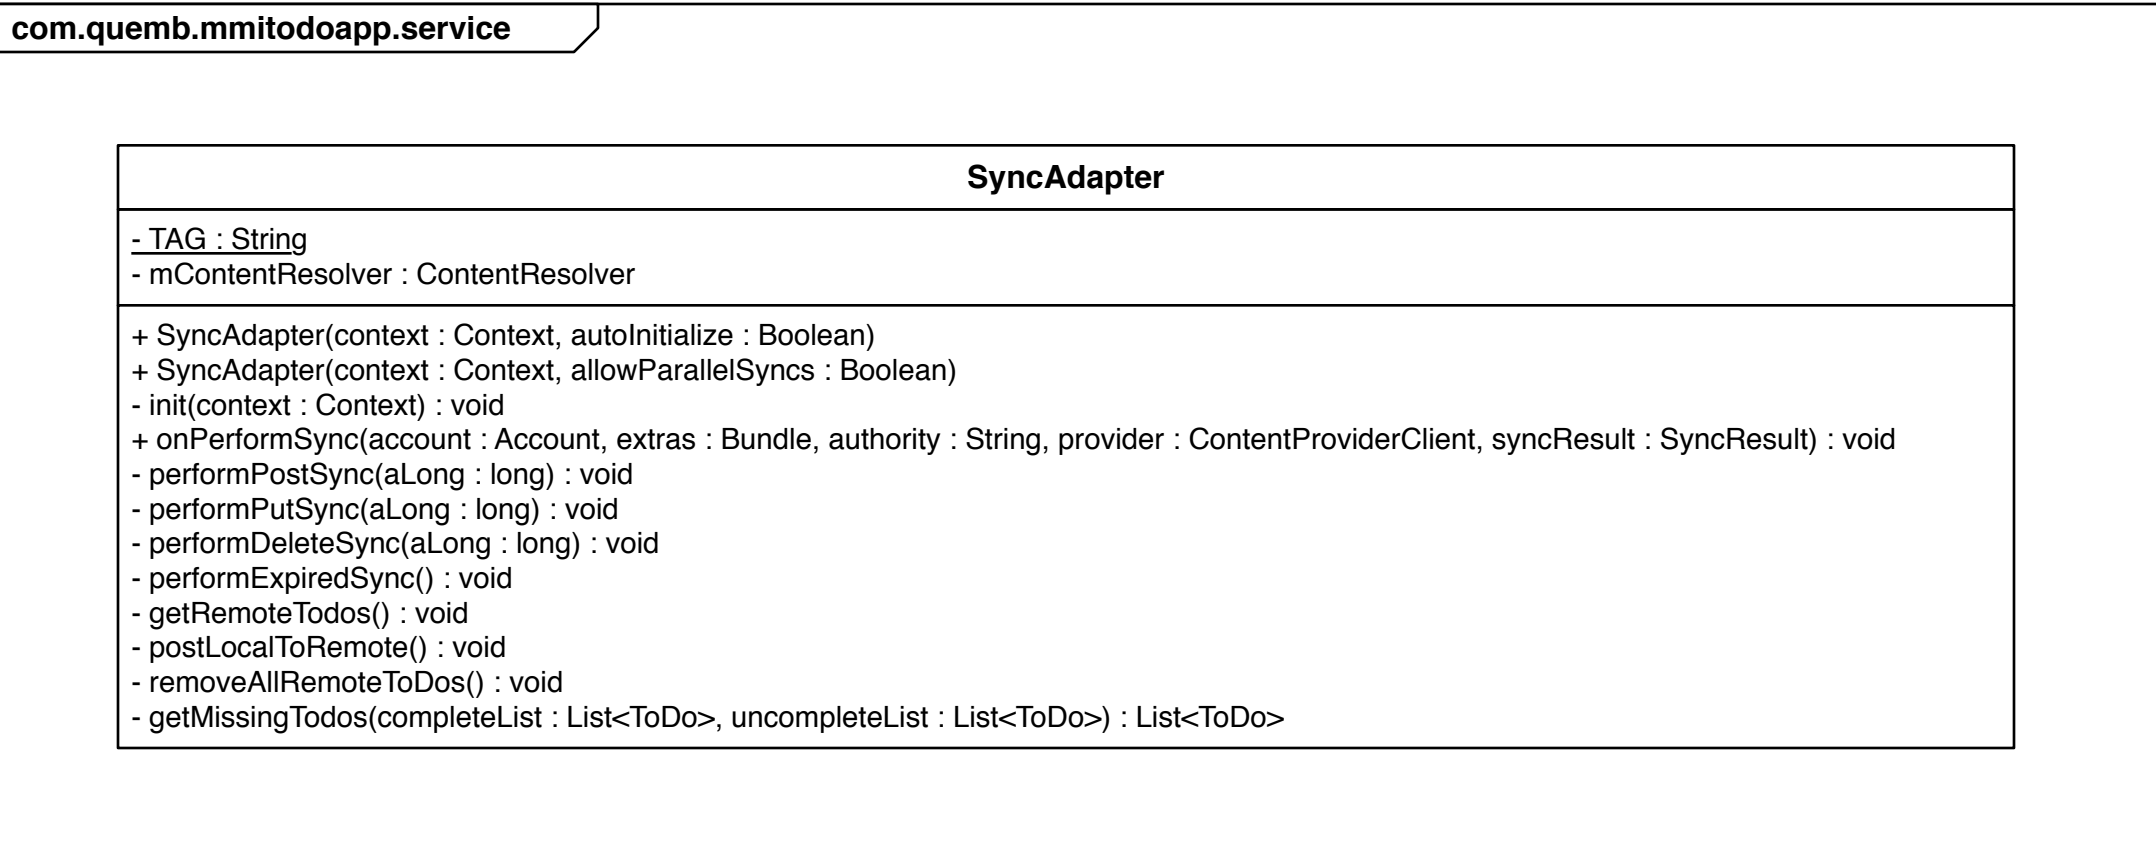 com.quemb.mmitodoapp.service
SyncAdapter
- TAG : String
- mContentResolver : ContentResolver
+ SyncAdapter(context : Context, autoInitialize : Boolean)
+ SyncAdapter(context : Context, allowParallelSyncs : Boolean)
- init(context : Context) : void
+ onPerformSync(account : Account, extras : Bundle, authority : String, provider : ContentProviderClient, syncResult : SyncResult) : void
- performPostSync(aLong : long) : void
- performPutSync(aLong : long) : void
- performDeleteSync(aLong : long) : void
- performExpiredSync() : void
- getRemoteTodos() : void
- postLocalToRemote() : void
- removeAllRemoteToDos() : void
- getMissingTodos(completeList : List<ToDo>, uncompleteList : List<ToDo>) : List<ToDo>